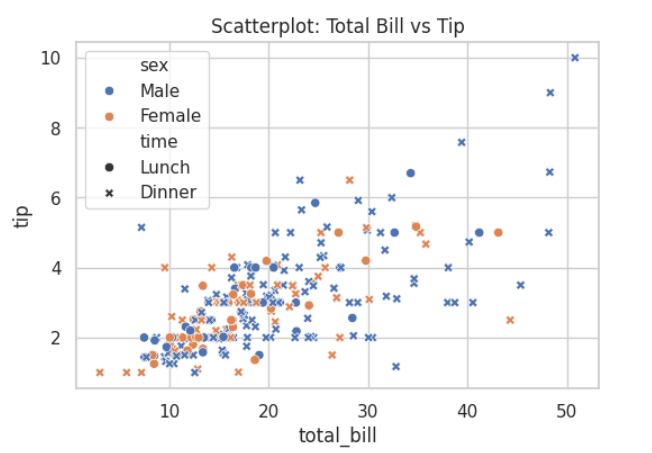 Scatterplot: Total Bill vs Tip
10
8
6
4
2
tip
sex
Male
Female
time
Lunch
Dinner
10 20 30 40 50
total_bill